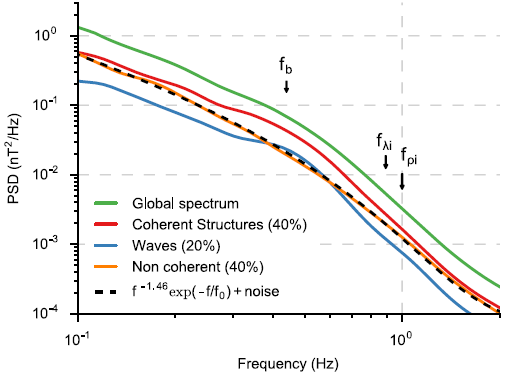 PSD (nT²/Hz)
10⁰
10⁻¹
10⁻²
10⁻³
10⁻⁴
f_b
f_λi
f_ρi
Global spectrum
Coherent Structures (40%)
Waves (20%)
Non coherent (40%)
f^−1.46 exp(−f/f₀) + noise
10⁻¹
10⁰
Frequency (Hz)